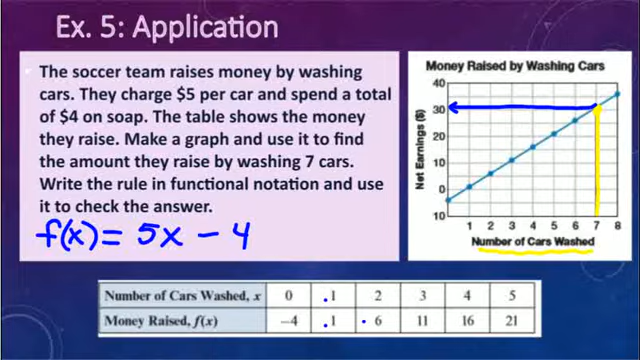 Ex. 5: Application
The soccer team raises money by washing
cars. They charge $5 per car and spend a total
of $4 on soap. The table shows the money
they raise. Make a graph and use it to find
the amount they raise by washing 7 cars.
Write the rule in functional notation and use
it to check the answer.
f(x) = 5x − 4
Money Raised by Washing Cars
Net Earnings ($)
40
30
20
10
0
10
1 2 3 4 5 6 7 8
Number of Cars Washed
Number of Cars Washed, x 0 1 2 3 4 5
Money Raised, f(x) −4 1 6 11 16 21